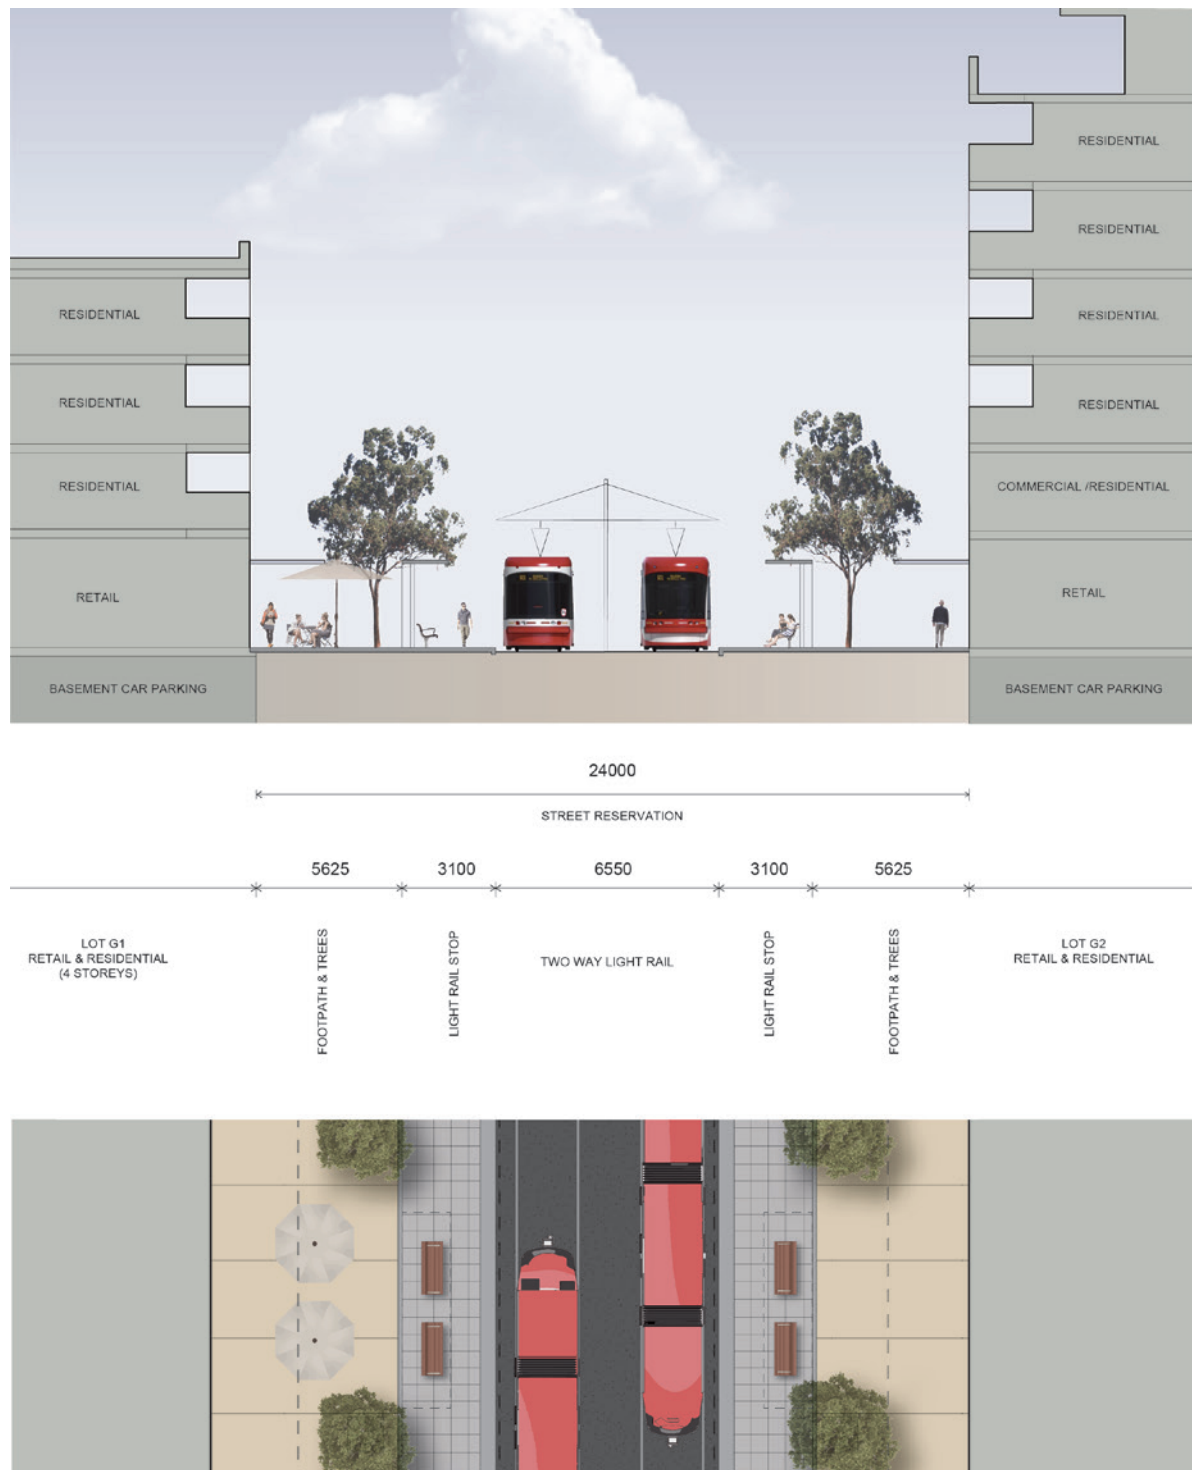 RESIDENTIAL
RESIDENTIAL
RESIDENTIAL
RESIDENTIAL
RESIDENTIAL
RESIDENTIAL
RESIDENTIAL
RESIDENTIAL
COMMERCIAL /RESIDENTIAL
RETAIL
RETAIL
BASEMENT CAR PARKING
BASEMENT CAR PARKING
24000
STREET RESERVATION
5625
3100
6550
3100
5625
LOT G1
RETAIL & RESIDENTIAL
(4 STOREYS)
FOOTPATH & TREES
LIGHT RAIL STOP
TWO WAY LIGHT RAIL
LIGHT RAIL STOP
FOOTPATH & TREES
LOT G2
RETAIL & RESIDENTIAL